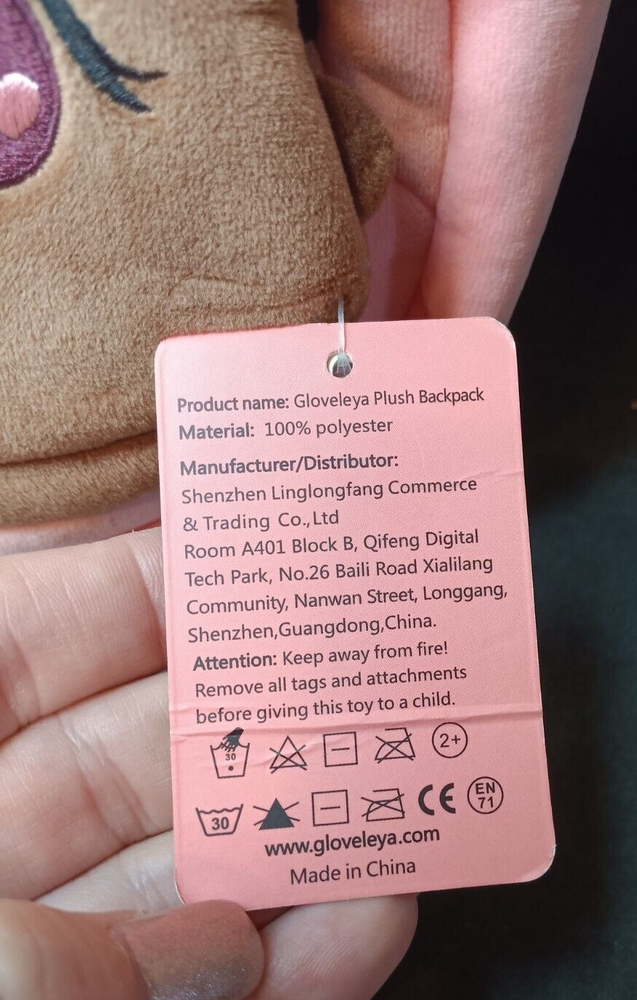 Product name: Gloveleya Plush Backpack
Material: 100% polyester
Manufacturer/Distributor:
Shenzhen Linglongfang Commerce
& Trading Co.,Ltd
Room A401 Block B, Qifeng Digital
Tech Park, No.26 Baili Road Xialilang
Community, Nanwan Street, Longgang,
Shenzhen,Guangdong,China.
Attention: Keep away from fire!
Remove all tags and attachments
before giving this toy to a child.
30 2+
30 CE EN 71
www.gloveleya.com
Made in China